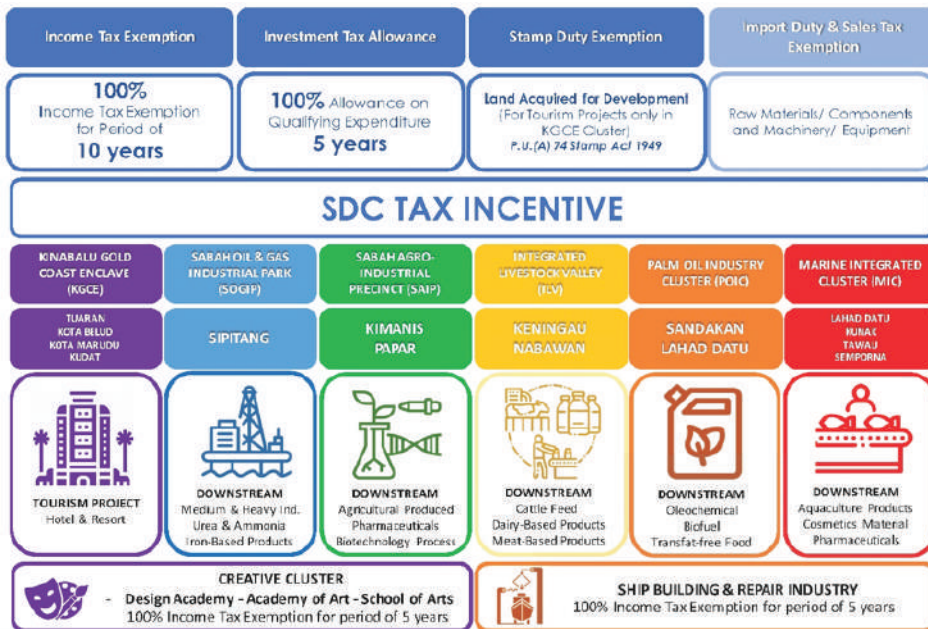 Income Tax Exemption
Investment Tax Allowance
Stamp Duty Exemption
Import Duty & Sales Tax
Exemption
100%
Income Tax Exemption
for Period of
10 years
100% Allowance on
Qualifying Expenditure
5 years
Land Acquired for Development
(For Tourism Projects only in
KGCE Cluster)
P.U.(A) 74 Stamp Act 1949
Raw Materials/ Components
and Machinery/ Equipment
SDC TAX INCENTIVE
KINABALU GOLD
COAST ENCLAVE
(KGCE)
SABAH OIL & GAS
INDUSTRIAL PARK
(SOGIP)
SABAH AGRO-
INDUSTRIAL
PRECINCT (SAIP)
INTEGRATED
LIVESTOCK VALLEY
(ILV)
PALM OIL INDUSTRY
CLUSTER (POIC)
MARINE INTEGRATED
CLUSTER (MIC)
TUARAN
KOTA BELUD
KOTA MARUDU
KUDAT
SIPITANG
KIMANIS
PAPAR
KENINGAU
NABAWAN
SANDAKAN
LAHAD DATU
LAHAD DATU
KUNAK
TAWAU
SEMPORNA
TOURISM PROJECT
Hotel & Resort
DOWNSTREAM
Medium & Heavy Ind.
Urea & Ammonia
Iron-Based Products
DOWNSTREAM
Agricultural Produced
Pharmaceuticals
Biotechnology Process
DOWNSTREAM
Cattle Feed
Dairy-Based Products
Meat-Based Products
DOWNSTREAM
Oleochemical
Biofuel
Transfat-free Food
DOWNSTREAM
Aquaculture Products
Cosmetics Material
Pharmaceuticals
CREATIVE CLUSTER
- Design Academy - Academy of Art - School of Arts
100% Income Tax Exemption for period of 5 years
SHIP BUILDING & REPAIR INDUSTRY
100% Income Tax Exemption for period of 5 years